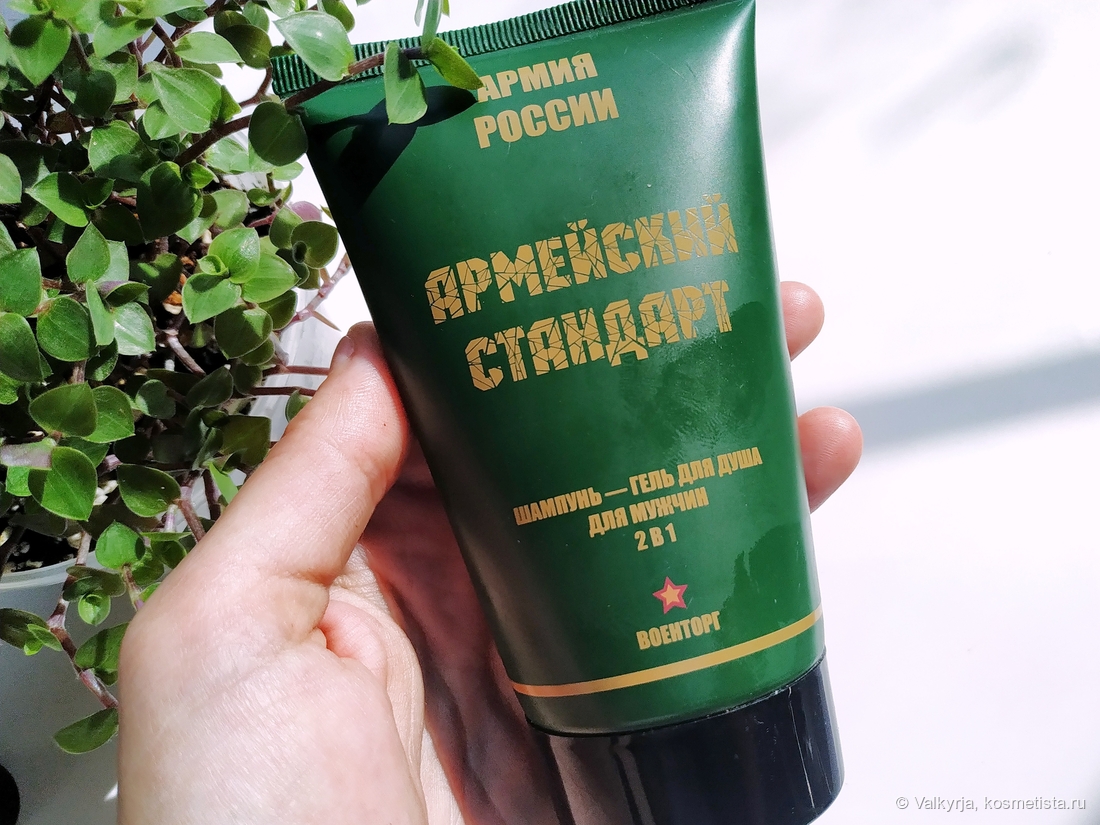 АРМИЯ
РОССИИ
АРМЕЙСКИЙ
СТАНДАРТ
ШАМПУНЬ — ГЕЛЬ ДЛЯ ДУША
ДЛЯ МУЖЧИН
2 В 1
ВОЕНТОРГ
© Valkyrja, kosmetista.ru